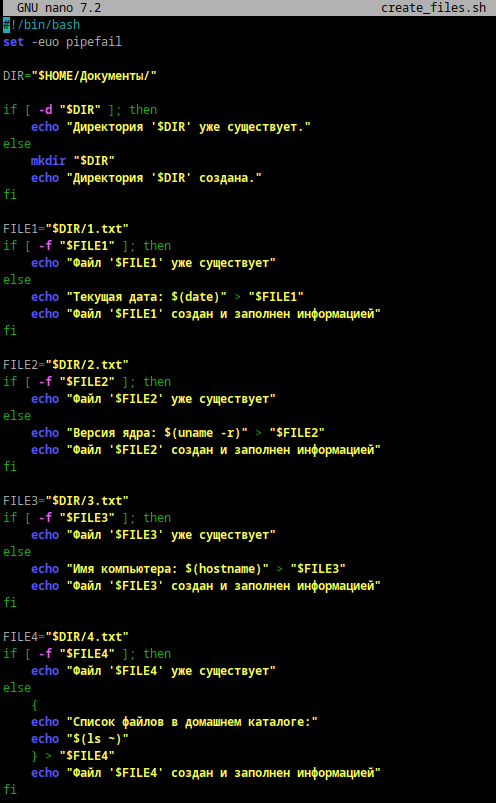 GNU nano 7.2 create_files.sh
#!/bin/bash
set -euo pipefail

DIR="$HOME/Документы/"

if [ -d "$DIR" ]; then
    echo "Директория '$DIR' уже существует."
else
    mkdir "$DIR"
    echo "Директория '$DIR' создана."
fi

FILE1="$DIR/1.txt"
if [ -f "$FILE1" ]; then
    echo "Файл '$FILE1' уже существует"
else
    echo "Текущая дата: $(date)" > "$FILE1"
    echo "Файл '$FILE1' создан и заполнен информацией"
fi

FILE2="$DIR/2.txt"
if [ -f "$FILE2" ]; then
    echo "Файл '$FILE2' уже существует"
else
    echo "Версия ядра: $(uname -r)" > "$FILE2"
    echo "Файл '$FILE2' создан и заполнен информацией"
fi

FILE3="$DIR/3.txt"
if [ -f "$FILE3" ]; then
    echo "Файл '$FILE3' уже существует"
else
    echo "Имя компьютера: $(hostname)" > "$FILE3"
    echo "Файл '$FILE3' создан и заполнен информацией"
fi

FILE4="$DIR/4.txt"
if [ -f "$FILE4" ]; then
    echo "Файл '$FILE4' уже существует"
else
    {
    echo "Список файлов в домашнем каталоге:"
    echo "$(ls ~)"
    } > "$FILE4"
    echo "Файл '$FILE4' создан и заполнен информацией"
fi